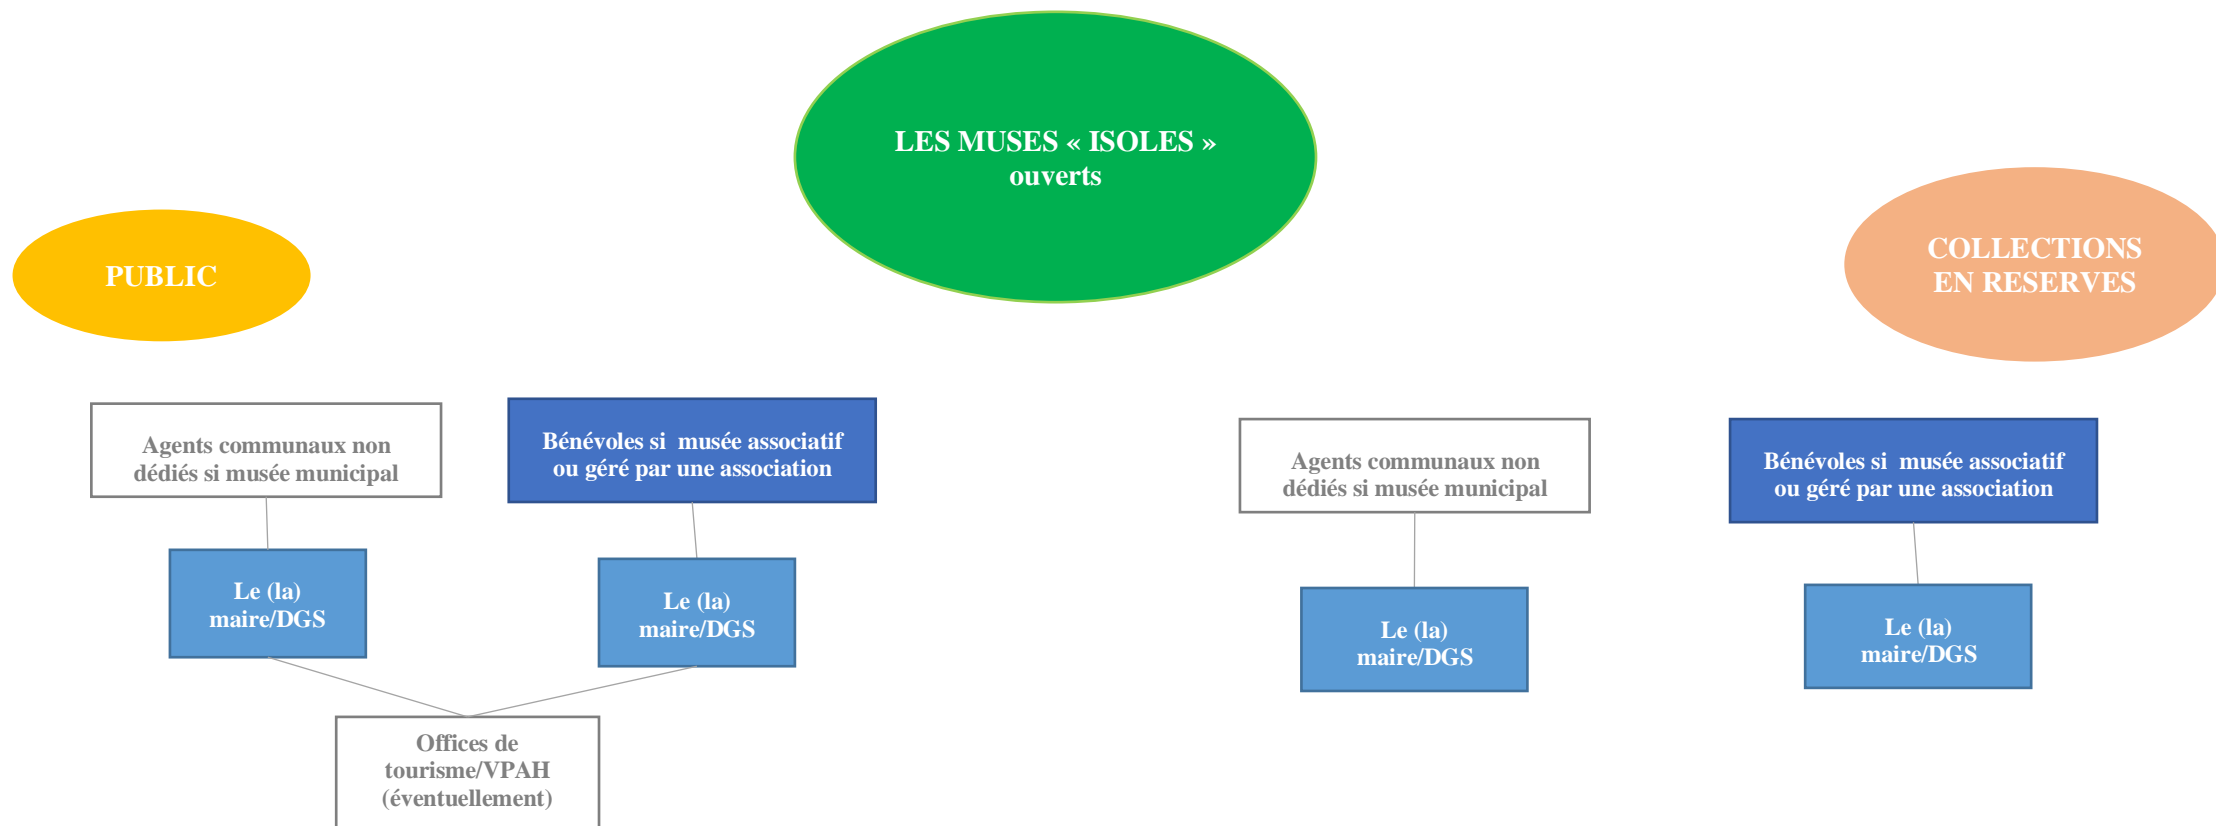 LES MUSES « ISOLES »
ouverts
PUBLIC
COLLECTIONS
EN RESERVES
Agents communaux non
dédiés si musée municipal
Bénévoles si  musée associatif
ou géré par une association
Agents communaux non
dédiés si musée municipal
Bénévoles si  musée associatif
ou géré par une association
Le (la)
maire/DGS
Le (la)
maire/DGS
Le (la)
maire/DGS
Le (la)
maire/DGS
Offices de
tourisme/VPAH
(éventuellement)